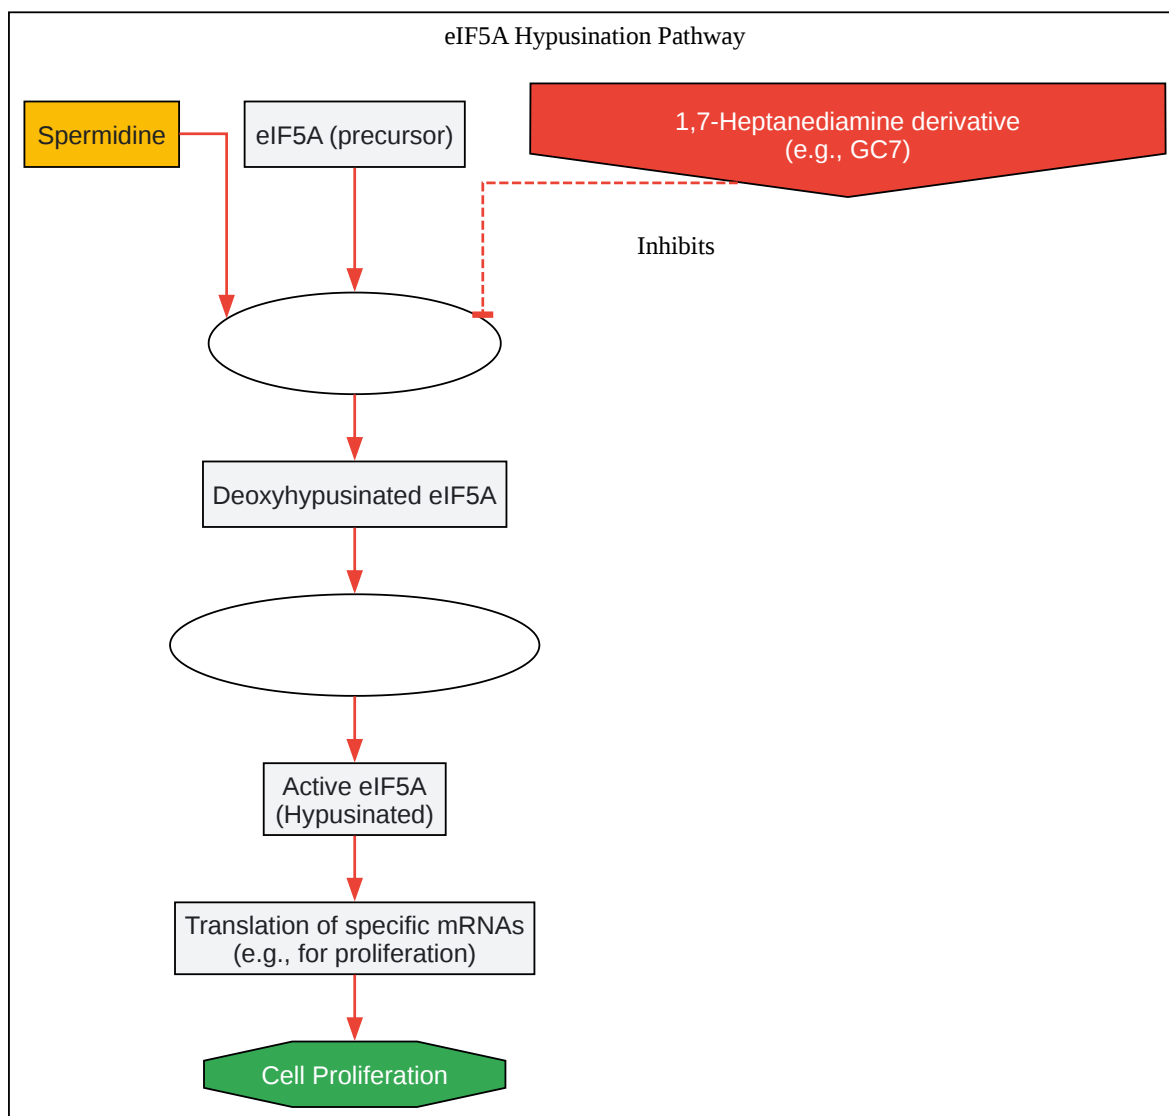 eIF5A Hypusination Pathway
Spermidine
eIF5A (precursor)
1,7-Heptanediamine derivative
(e.g., GC7)
Inhibits
Deoxyhypusinated eIF5A
Active eIF5A
(Hypusinated)
Translation of specific mRNAs
(e.g., for proliferation)
Cell Proliferation